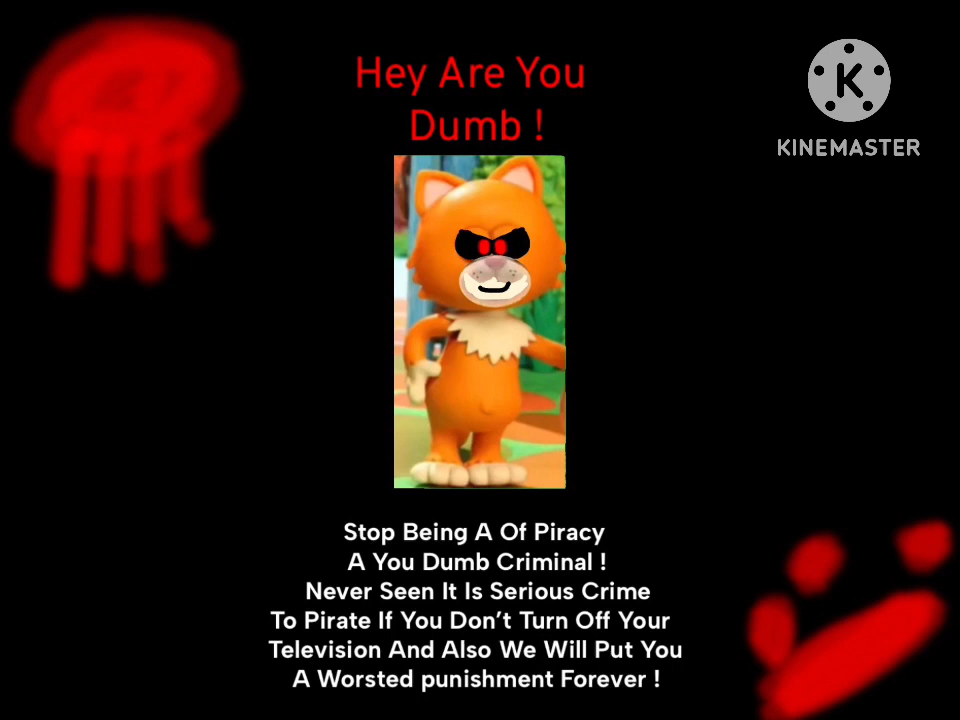 Hey Are You
Dumb !
KINEMASTER
Stop Being A Of Piracy
A You Dumb Criminal !
Never Seen It Is Serious Crime
To Pirate If You Don’t Turn Off Your
Television And Also We Will Put You
A Worsted punishment Forever !